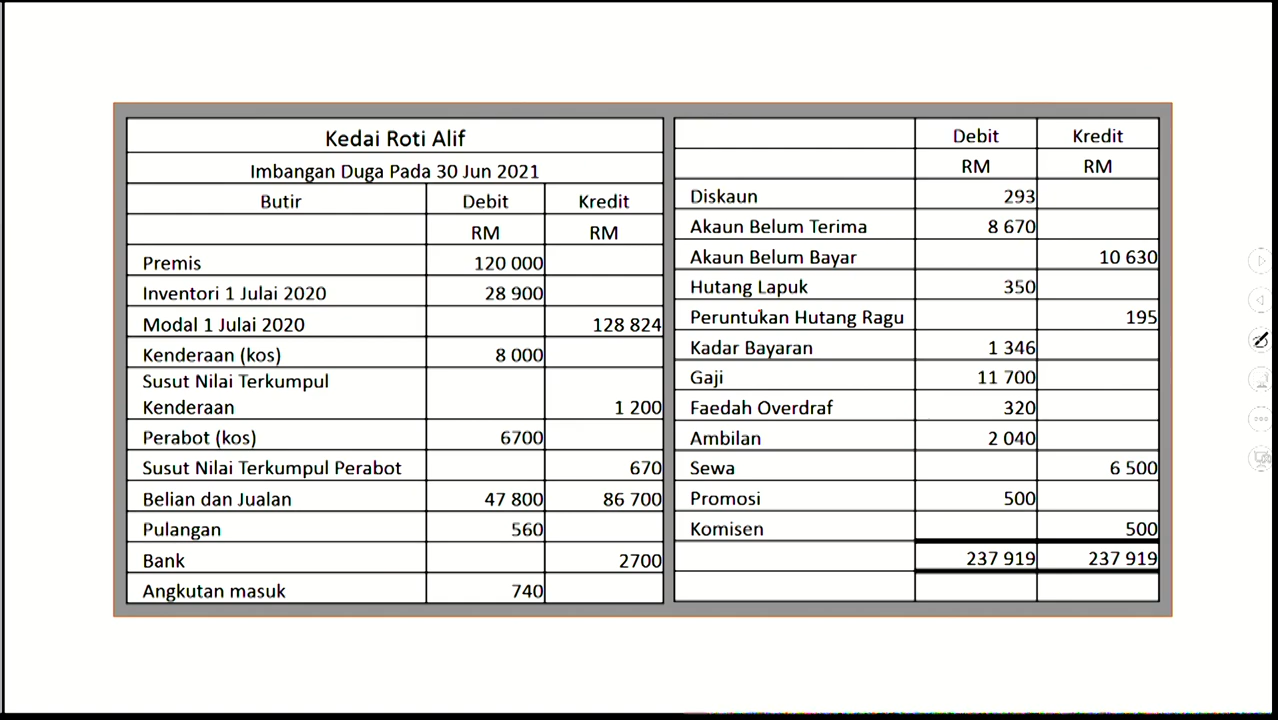 Kedai Roti Alif
Imbangan Duga Pada 30 Jun 2021
Butir Debit Kredit
RM RM
Premis 120 000
Inventori 1 Julai 2020 28 900
Modal 1 Julai 2020 128 824
Kenderaan (kos) 8 000
Susut Nilai Terkumpul
Kenderaan 1 200
Perabot (kos) 6700
Susut Nilai Terkumpul Perabot 670
Belian dan Jualan 47 800 86 700
Pulangan 560
Bank 2700
Angkutan masuk 740
Debit Kredit
RM RM
Diskaun 293
Akaun Belum Terima 8 670
Akaun Belum Bayar 10 630
Hutang Lapuk 350
Peruntukan Hutang Ragu 195
Kadar Bayaran 1 346
Gaji 11 700
Faedah Overdraf 320
Ambilan 2 040
Sewa 6 500
Promosi 500
Komisen 500
237 919 237 919